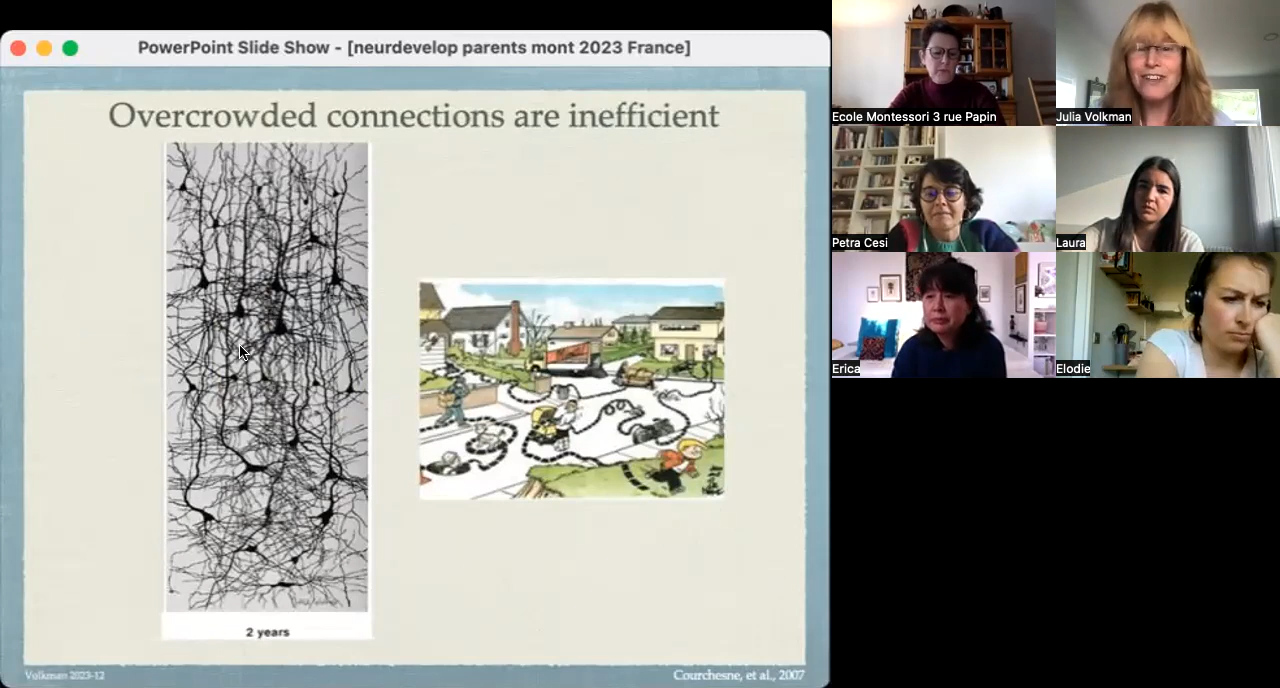 PowerPoint Slide Show - [neurdevelop parents mont 2023 France]
Overcrowded connections are inefficient
2 years
Volkman 2023-12
Courchesne, et al., 2007
Ecole Montessori 3 rue Papin
Julia Volkman
Petra Cesi
Laura
Erica
Elodie